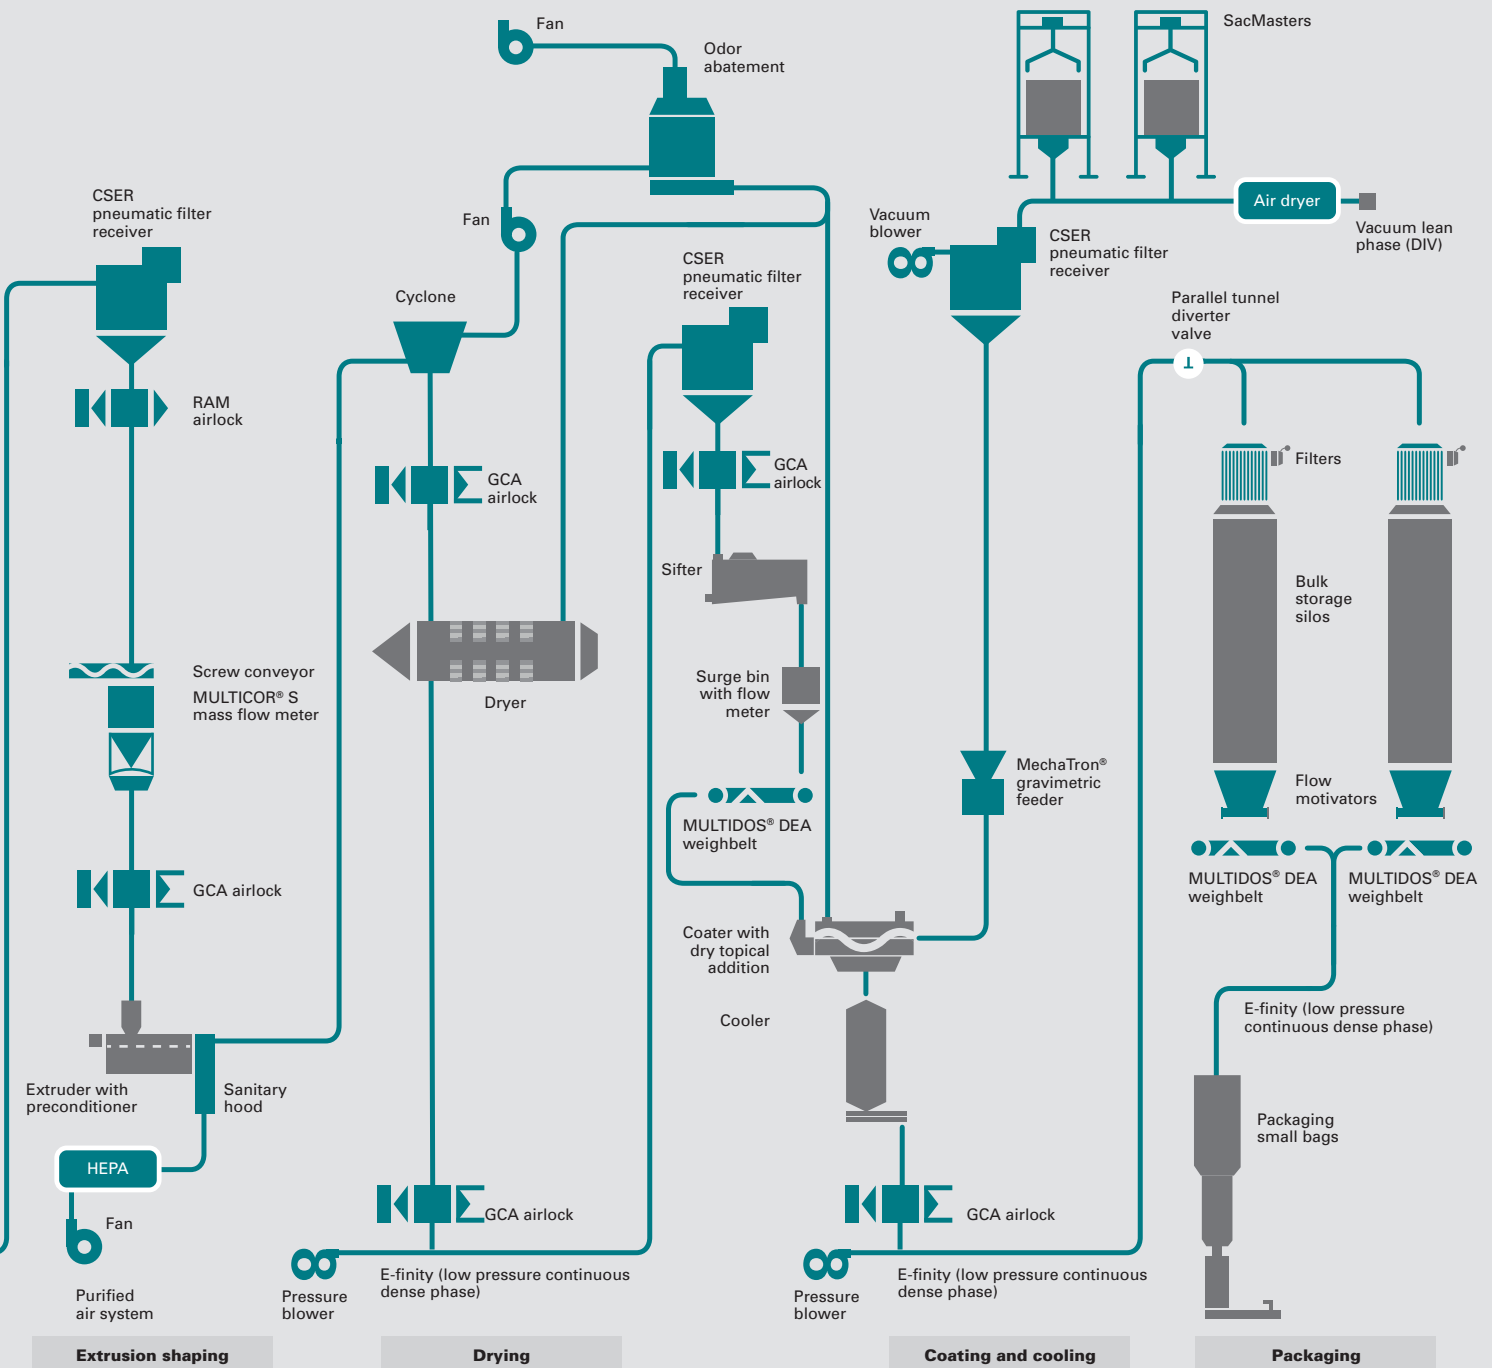 Fan
Odor
abatement
SacMasters
CSER
pneumatic filter
receiver
Fan
Vacuum
blower
CSER
pneumatic filter
receiver
Air dryer
Vacuum lean
phase (DIV)
Cyclone
CSER
pneumatic filter
receiver
Parallel tunnel
diverter
valve
RAM
airlock
GCA
airlock
GCA
airlock
Filters
Sifter
Bulk
storage
silos
Screw conveyor
MULTICOR® S
mass flow meter
Dryer
Surge bin
with flow
meter
MechaTron®
gravimetric
feeder
Flow
motivators
MULTIDOS® DEA
weighbelt
MULTIDOS® DEA
weighbelt
MULTIDOS® DEA
weighbelt
GCA airlock
Coater with
dry topical
addition
Cooler
E-finity (low pressure
continuous dense phase)
Extruder with
preconditioner
Sanitary
hood
Packaging
small bags
HEPA
Fan
GCA airlock
GCA airlock
Purified
air system
Pressure
blower
E-finity (low pressure continuous
dense phase)
Pressure
blower
E-finity (low pressure continuous
dense phase)
Extrusion shaping
Drying
Coating and cooling
Packaging